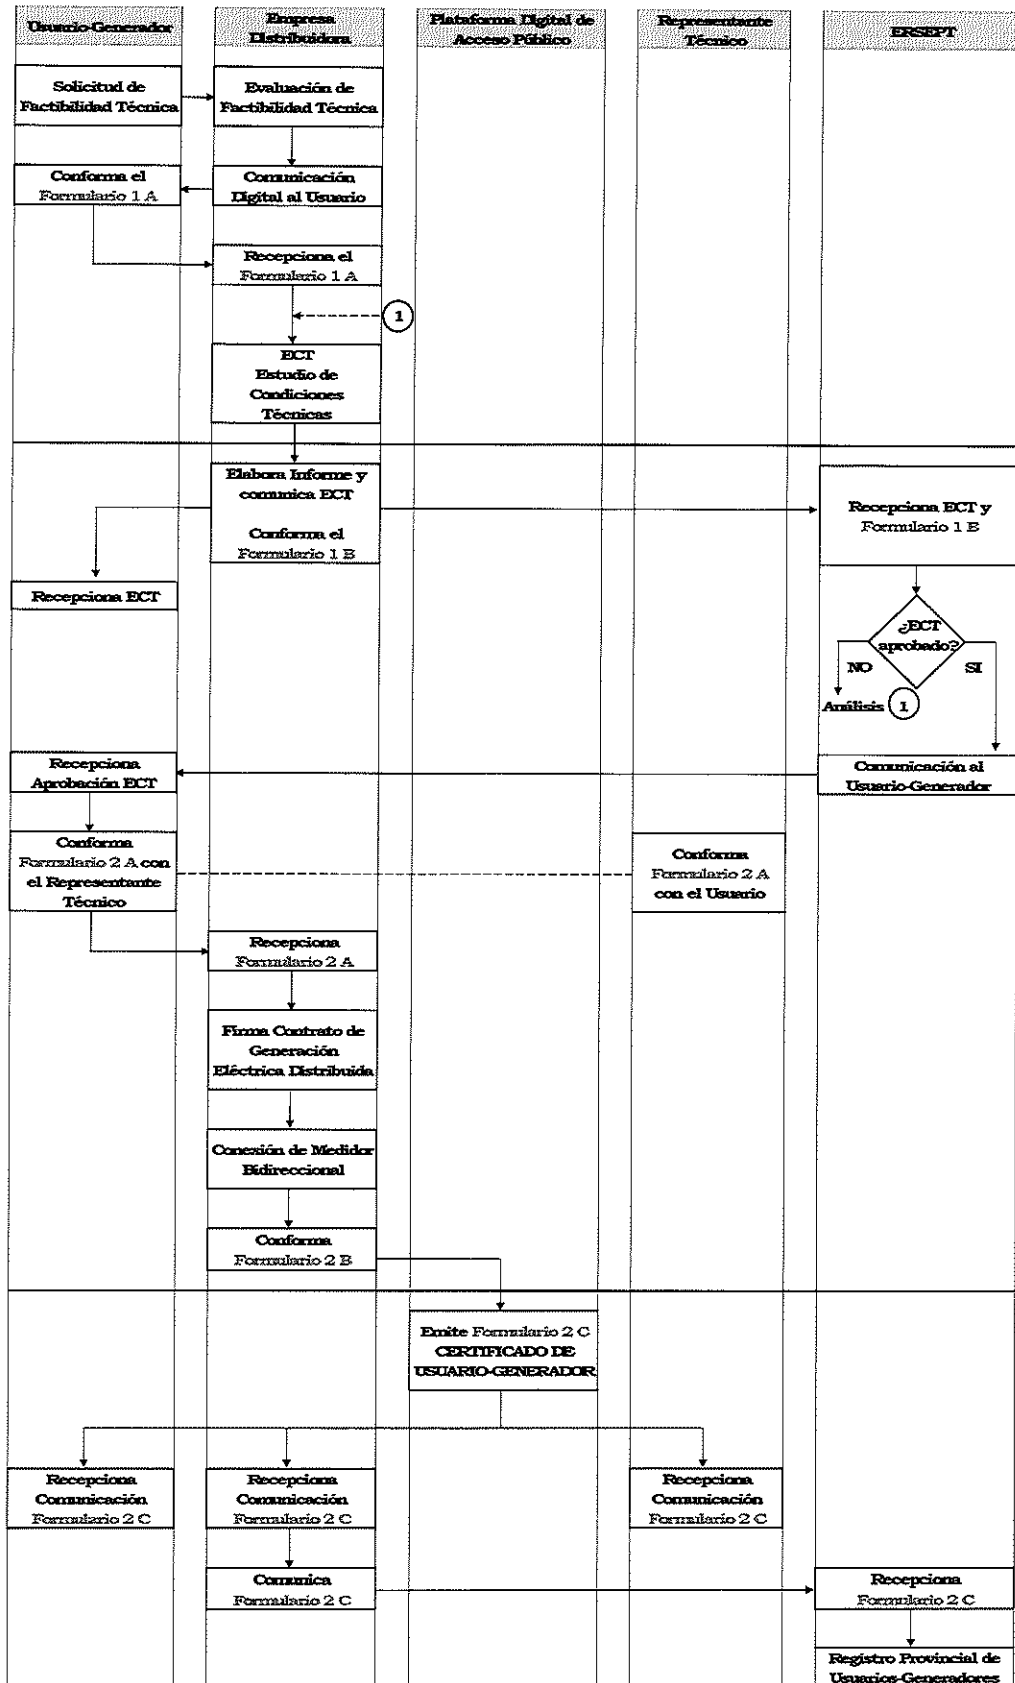 Usuario-Generador
Empresa
Distribuidora
Plataforma Digital de
Acceso Público
Representante
Técnico
ERSEPT
Solicitud de
Factibilidad Técnica
Evaluación de
Factibilidad Técnica
Conforma el
Formulario 1 A
Comunicación
Digital al Usuario
Recepciona el
Formulario 1 A
1
ECT
Estudio de
Condiciones
Técnicas
Elabora Informe y
comunica ECT
Conforma el
Formulario 1 B
Recepciona ECT y
Formulario 1 B
Recepciona ECT
¿ECT
aprobado?
NO
SI
Análisis 1
Recepciona
Aprobación ECT
Comunicación al
Usuario-Generador
Conforma
Formulario 2 A con
el Representante
Técnico
Conforma
Formulario 2 A
con el Usuario
Recepciona
Formulario 2 A
Firma Contrato de
Generación
Eléctrica Distribuida
Conexión de Medidor
Bidireccional
Conforma
Formulario 2 B
Emite Formulario 2 C
CERTIFICADO DE
USUARIO-GENERADOR
Recepciona
Comunicación
Formulario 2 C
Recepciona
Comunicación
Formulario 2 C
Recepciona
Comunicación
Formulario 2 C
Comunica
Formulario 2 C
Recepciona
Formulario 2 C
Registro Provincial de
Usuarios-Generadores